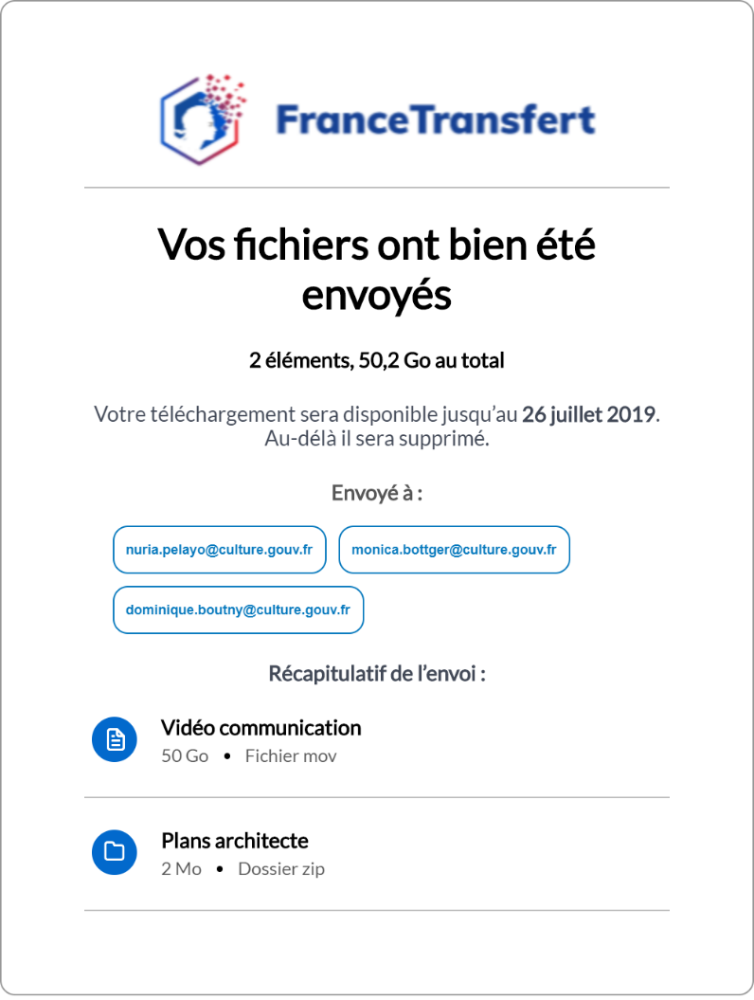 FranceTransfert
Vos fichiers ont bien été
envoyés
2 éléments, 50,2 Go au total
Votre téléchargement sera disponible jusqu’au 26 juillet 2019.
Au-delà il sera supprimé.
Envoyé à :
nuria.pelayo@culture.gouv.fr monica.bottger@culture.gouv.fr
dominique.boutny@culture.gouv.fr
Récapitulatif de l’envoi :
Vidéo communication
50 Go • Fichier mov
Plans architecte
2 Mo • Dossier zip